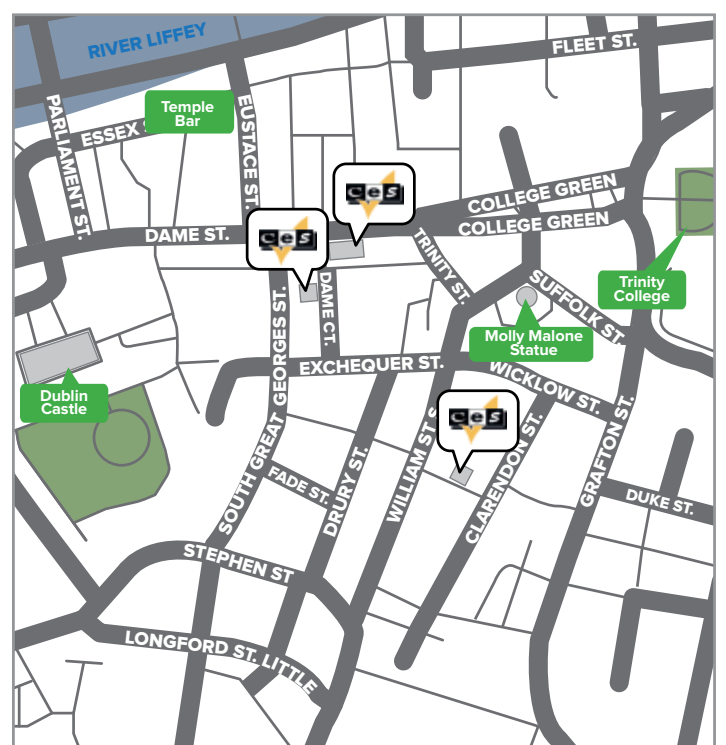 RIVER LIFFEY
FLEET ST.
Temple
Bar
PARLIAMENT ST.
ESSEX S
EUSTACE ST.
ces
COLLEGE GREEN
COLLEGE GREEN
DAME ST.
ces
TRINITY ST.
DAME CT.
SUFFOLK ST.
Trinity
College
Molly Malone
Statue
EXCHEQUER ST.
WICKLOW ST.
Dublin
Castle
SOUTH GREAT GEORGES ST.
ces
WILLIAM ST S
CLARENDON ST.
GRAFTON ST.
FADE ST.
DRURY ST.
DUKE ST.
STEPHEN ST
LONGFORD ST. LITTLE